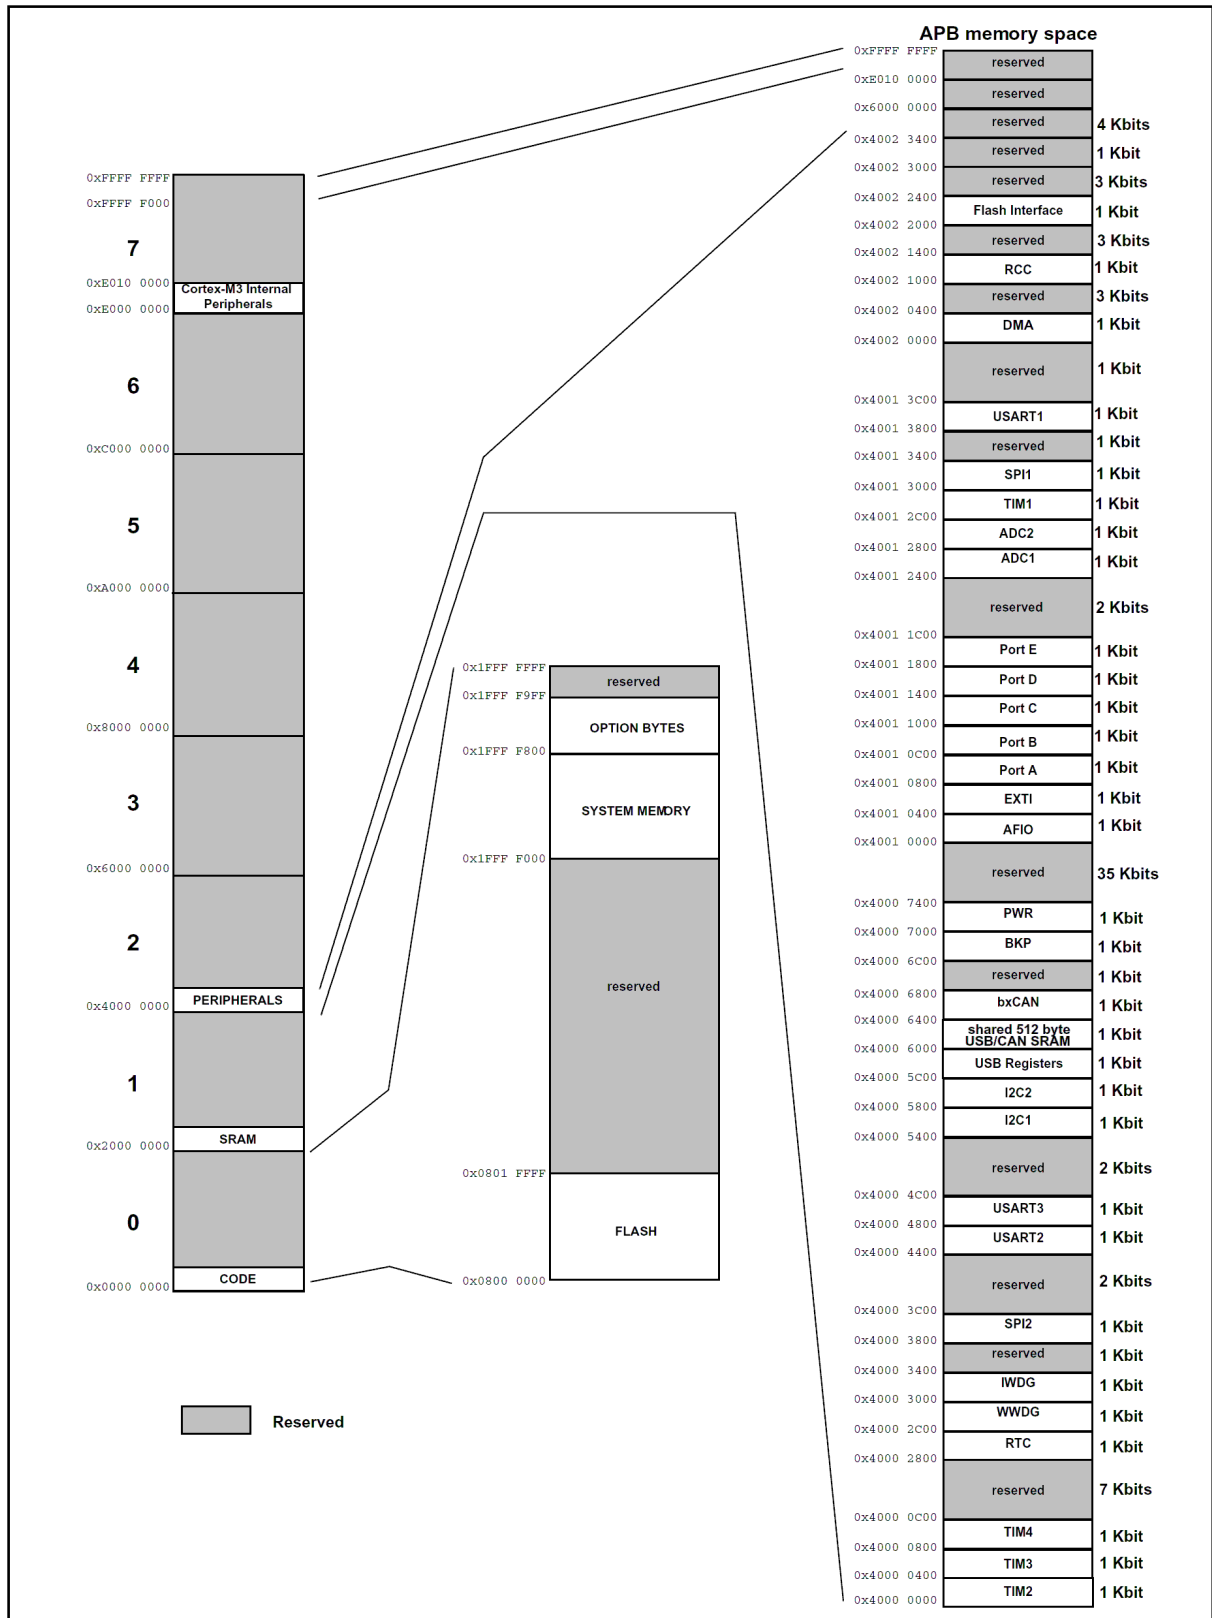 APB memory space
0xFFFF FFFF
reserved
0xE010 0000
reserved
0x6000 0000
reserved
4 Kbits
0x4002 3400
reserved
1 Kbit
0x4002 3000
reserved
3 Kbits
0x4002 2400
Flash Interface
1 Kbit
0x4002 2000
reserved
3 Kbits
0x4002 1400
RCC
1 Kbit
0x4002 1000
reserved
3 Kbits
0x4002 0400
DMA
1 Kbit
0x4002 0000
reserved
1 Kbit
0x4001 3C00
USART1
1 Kbit
0x4001 3800
reserved
1 Kbit
0x4001 3400
SPI1
1 Kbit
0x4001 3000
TIM1
1 Kbit
0x4001 2C00
ADC2
1 Kbit
0x4001 2800
ADC1
1 Kbit
0x4001 2400
reserved
2 Kbits
0x4001 1C00
Port E
1 Kbit
0x4001 1800
Port D
1 Kbit
0x4001 1400
Port C
1 Kbit
0x4001 1000
Port B
1 Kbit
0x4001 0C00
Port A
1 Kbit
0x4001 0800
EXTI
1 Kbit
0x4001 0400
AFIO
1 Kbit
0x4001 0000
reserved
35 Kbits
0x4000 7400
PWR
1 Kbit
0x4000 7000
BKP
1 Kbit
0x4000 6C00
reserved
1 Kbit
0x4000 6800
bxCAN
1 Kbit
0x4000 6400
shared 512 byte
USB/CAN SRAM
1 Kbit
0x4000 6000
USB Registers
1 Kbit
0x4000 5C00
I2C2
1 Kbit
0x4000 5800
I2C1
1 Kbit
0x4000 5400
reserved
2 Kbits
0x4000 4C00
USART3
1 Kbit
0x4000 4800
USART2
1 Kbit
0x4000 4400
reserved
2 Kbits
0x4000 3C00
SPI2
1 Kbit
0x4000 3800
reserved
1 Kbit
0x4000 3400
IWDG
1 Kbit
0x4000 3000
WWDG
1 Kbit
0x4000 2C00
RTC
1 Kbit
0x4000 2800
reserved
7 Kbits
0x4000 0C00
TIM4
1 Kbit
0x4000 0800
TIM3
1 Kbit
0x4000 0400
TIM2
1 Kbit
0x4000 0000
0xFFFF FFFF
0xFFFF F000
7
0xE010 0000
Cortex-M3 Internal
Peripherals
0xE000 0000
6
0xC000 0000
5
0xA000 0000
4
0x8000 0000
3
0x6000 0000
2
PERIPHERALS
0x4000 0000
1
SRAM
0x2000 0000
0
CODE
0x0000 0000
0x1FFF FFFF
reserved
0x1FFF F9FF
OPTION BYTES
0x1FFF F800
SYSTEM MEMORY
0x1FFF F000
reserved
0x0801 FFFF
FLASH
0x0800 0000
Reserved